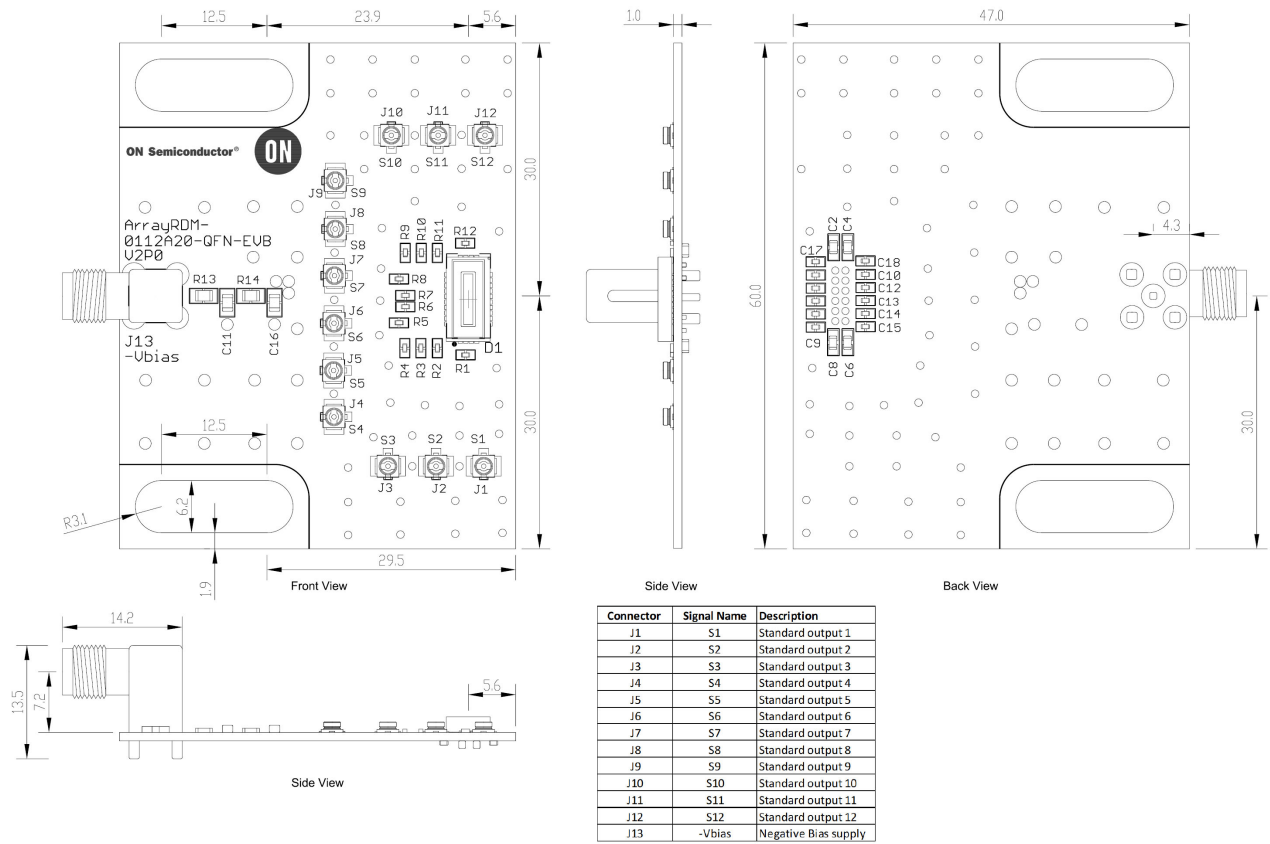 12.5
23.9
5.6
1.0
47.0
J10
J11
J12
ON Semiconductor®
ON
S10
S11
S12
30.0
J9
S9
ArrayRDM-
0112A20-QFN-EVB
V2P0
J8
S8
R9
R10
R11
R12
C2
C4
4.3
J7
S7
C17
C18
R13
R14
R8
C10
R7
C12
60.0
R6
C13
J6
S6
R5
C14
C15
J13
-Vbias
C11
C16
D1
C9
R4
R3
R2
R1
C8
C6
J5
S5
J4
S4
12.5
30.0
30.0
S3
S2
S1
J3
J2
J1
R3.1
6.2
1.9
29.5
Front View
Side View
Back View
Connector Signal Name Description
J1 S1 Standard output 1
J2 S2 Standard output 2
J3 S3 Standard output 3
J4 S4 Standard output 4
J5 S5 Standard output 5
J6 S6 Standard output 6
J7 S7 Standard output 7
J8 S8 Standard output 8
J9 S9 Standard output 9
J10 S10 Standard output 10
J11 S11 Standard output 11
J12 S12 Standard output 12
J13 -Vbias Negative Bias supply
14.2
13.5
7.2
5.6
Side View